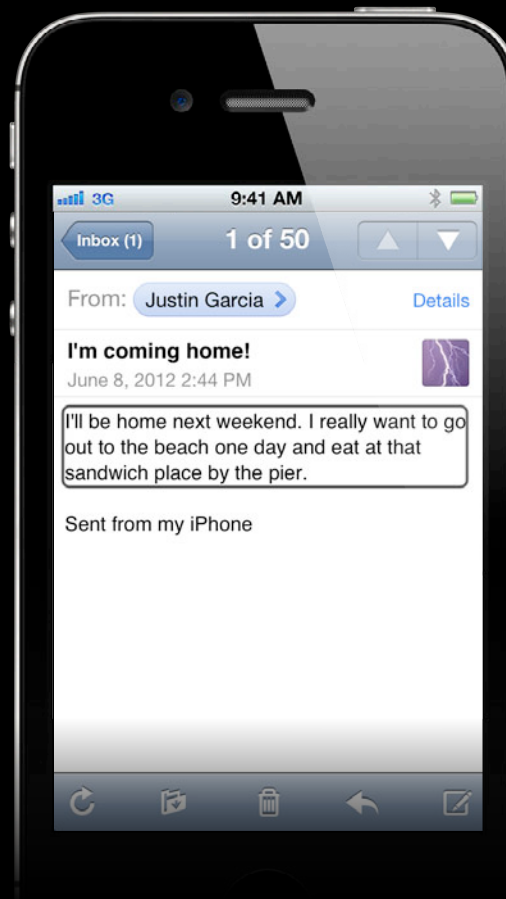 3G 9:41 AM
Inbox (1) 1 of 50
From: Justin Garcia Details
I'm coming home!
June 8, 2012 2:44 PM
I'll be home next weekend. I really want to go
out to the beach one day and eat at that
sandwich place by the pier.
Sent from my iPhone